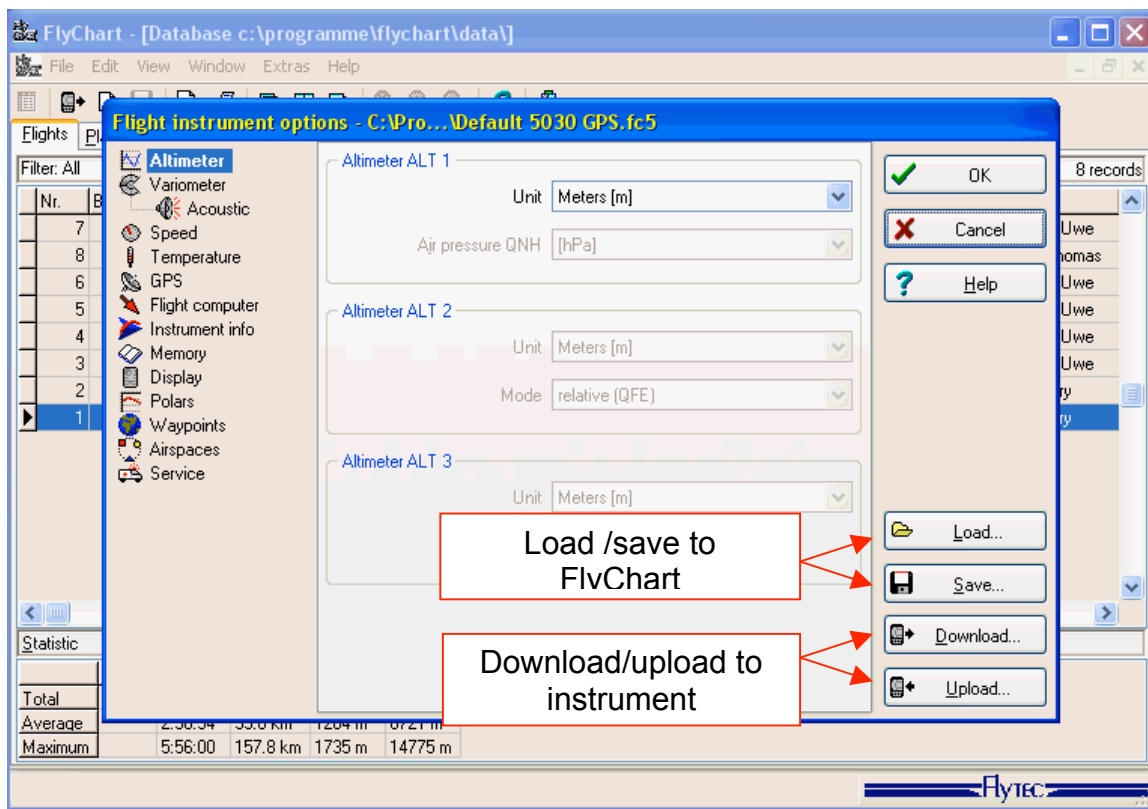 FlyChart - [Database c:\programme\flychart\data\]
File Edit View Window Extras Help
Flights
Filter: All
8 records
Nr.
7
8
6
5
4
3
2
1
Uwe
Uwe
Uwe
Uwe
Uwe
Flight instrument options - C:\Pro...\Default 5030 GPS.fc5
Altimeter
Variometer
Acoustic
Speed
Temperature
GPS
Flight computer
Instrument info
Memory
Display
Polars
Waypoints
Airspaces
Service
Altimeter ALT 1
Unit Meters [m]
Air pressure QNH [hPa]
Altimeter ALT 2
Unit Meters [m]
Mode relative (QFE)
Altimeter ALT 3
Unit Meters [m]
OK
Cancel
Help
Load...
Save...
Download...
Upload...
Load /save to
FlyChart
Download/upload to
instrument
Statistic
Total
Average
Maximum 5:56:00 157.8 km 1735 m 14775 m
FLYTEC